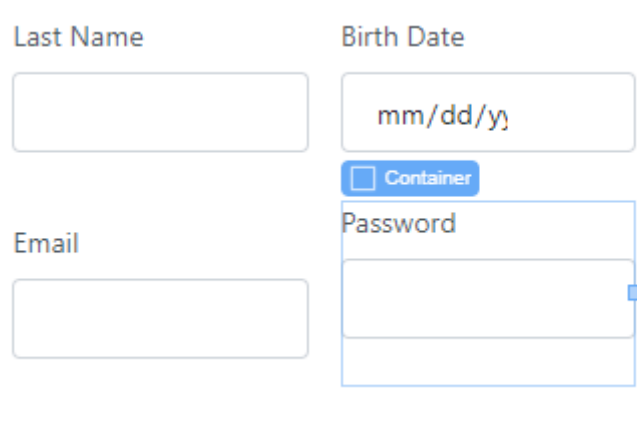 Last Name
Birth Date
mm/dd/yy
Container
Password
Email